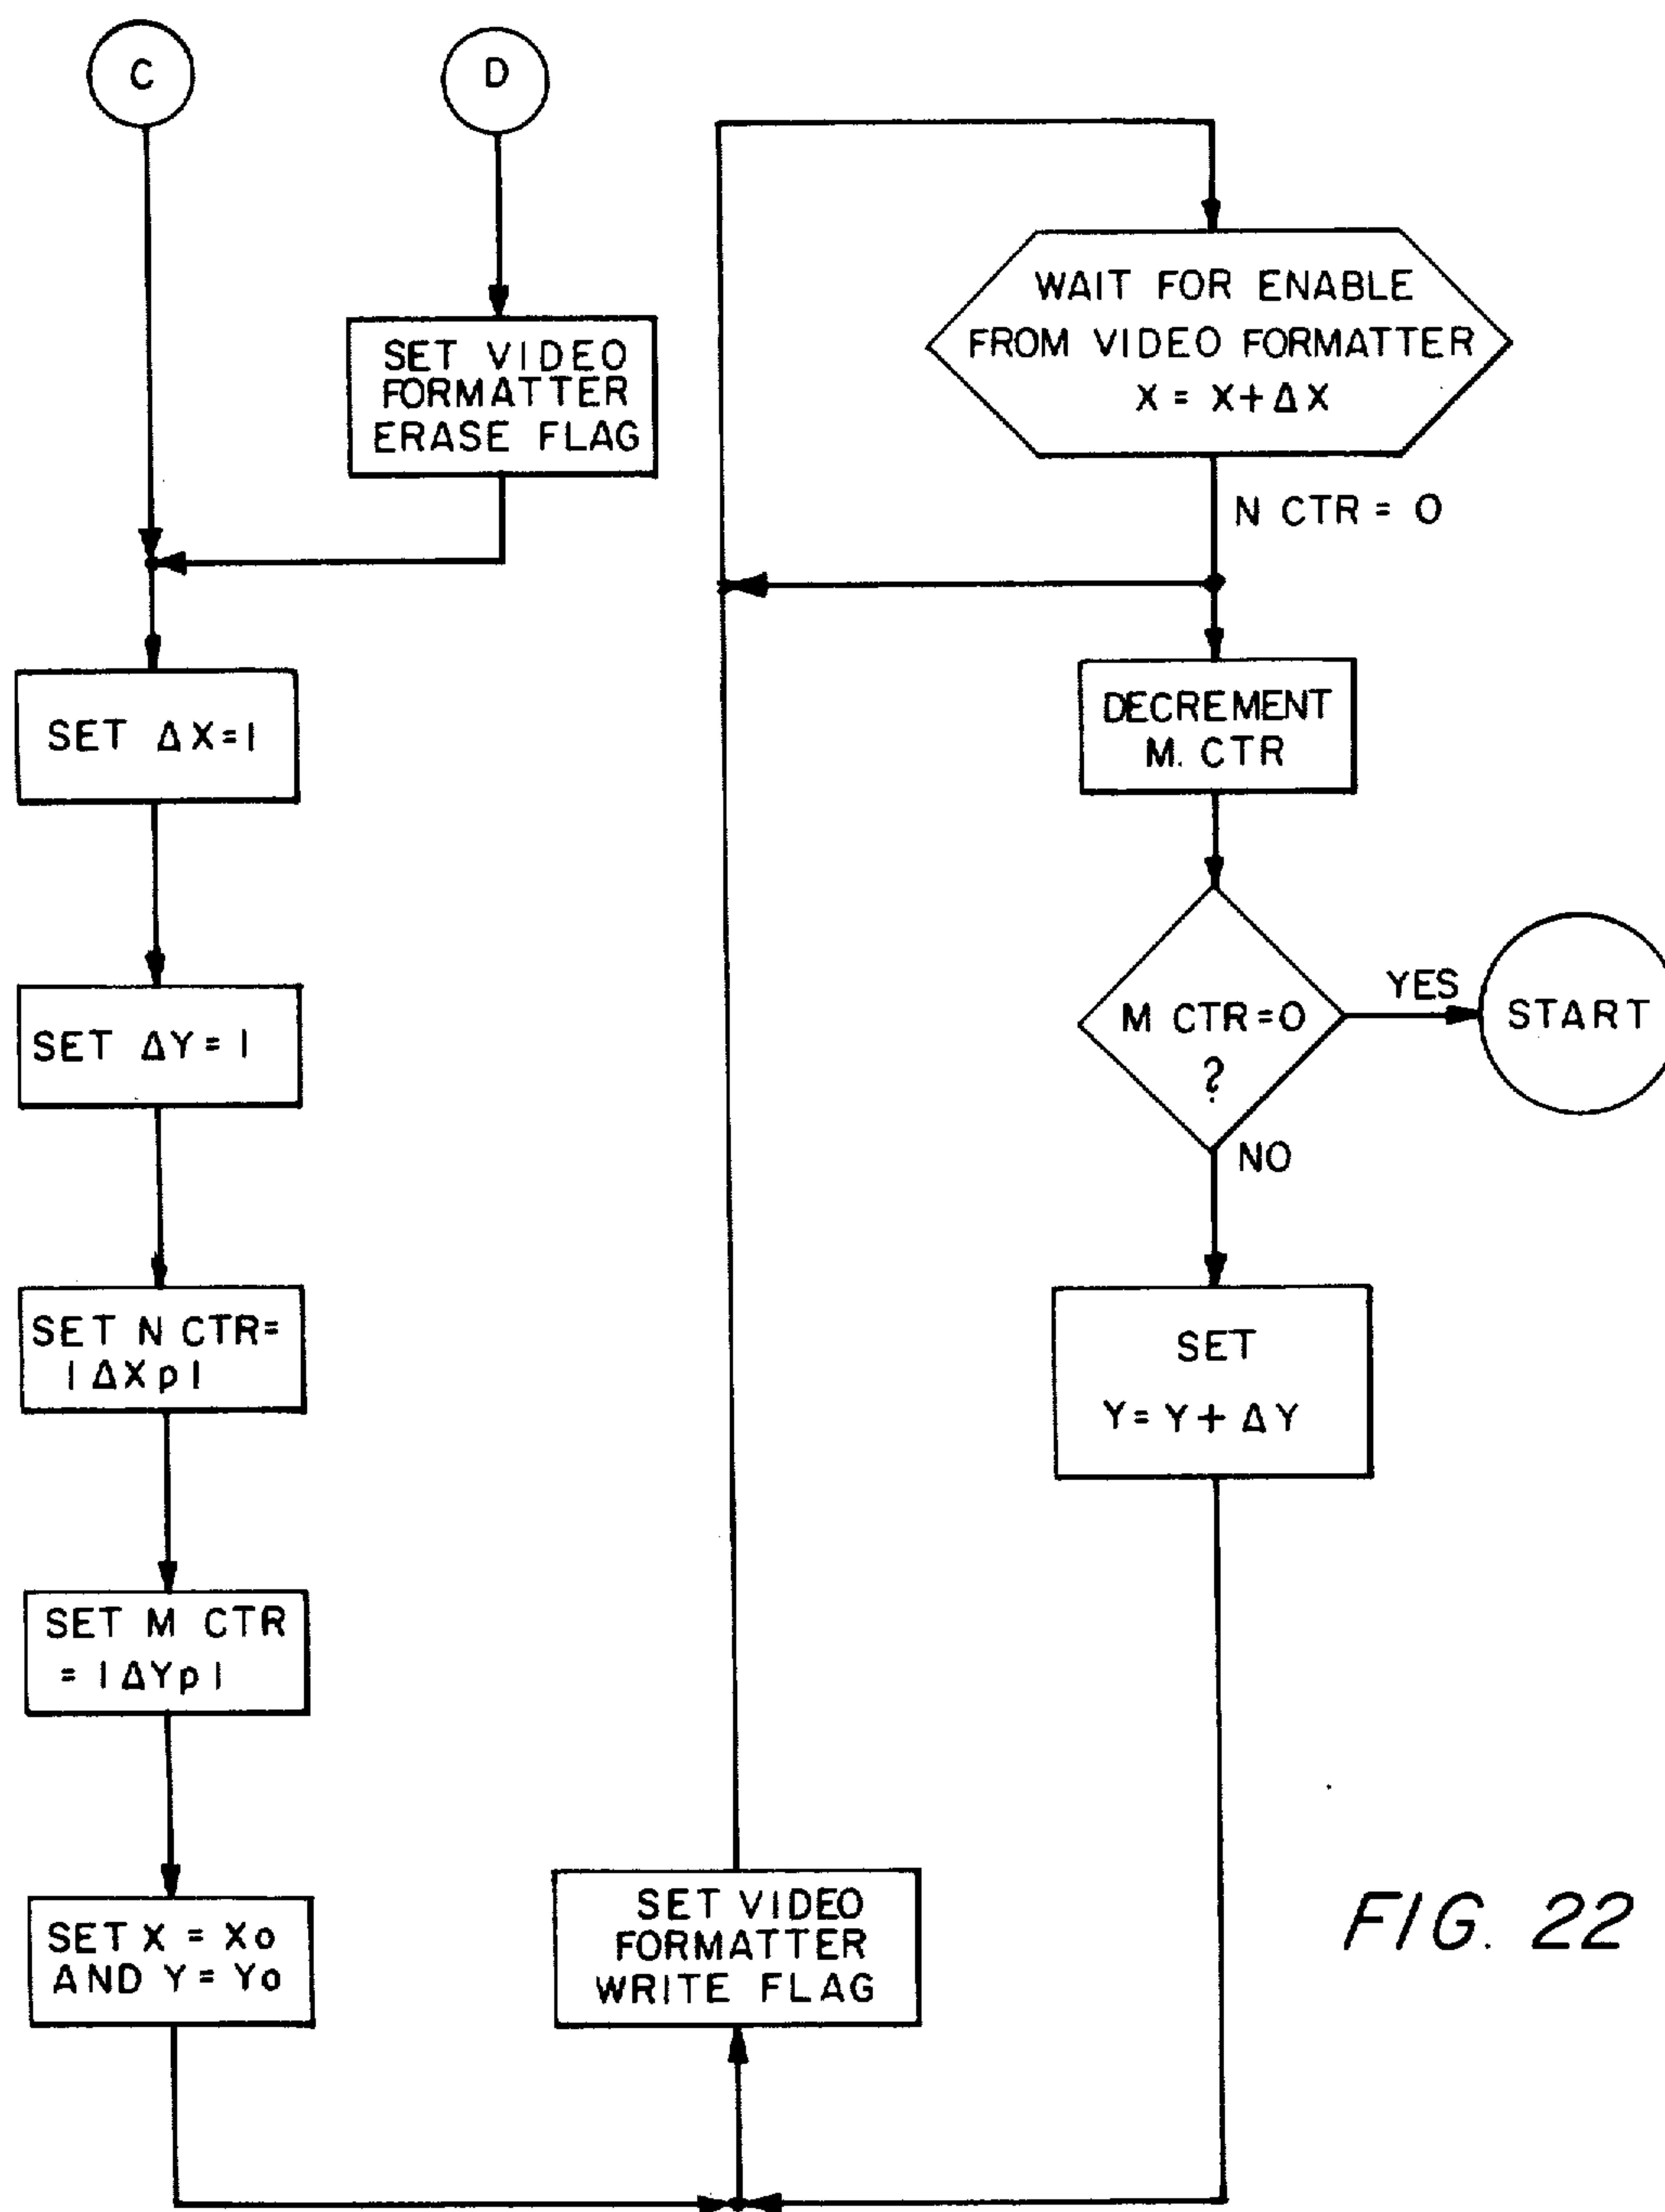 C
D
SET VIDEO
FORMATTER
ERASE FLAG
SET ΔX=1
SET ΔY=1
SET N CTR=
|ΔXp|
SET M CTR
=|ΔYp|
SET X = Xo
AND Y = Yo
SET VIDEO
FORMATTER
WRITE FLAG
WAIT FOR ENABLE
FROM VIDEO FORMATTER
X = X+ΔX
N CTR = 0
DECREMENT
M. CTR
M CTR=0
?
YES
START
NO
SET
Y=Y+ΔY
FIG. 22